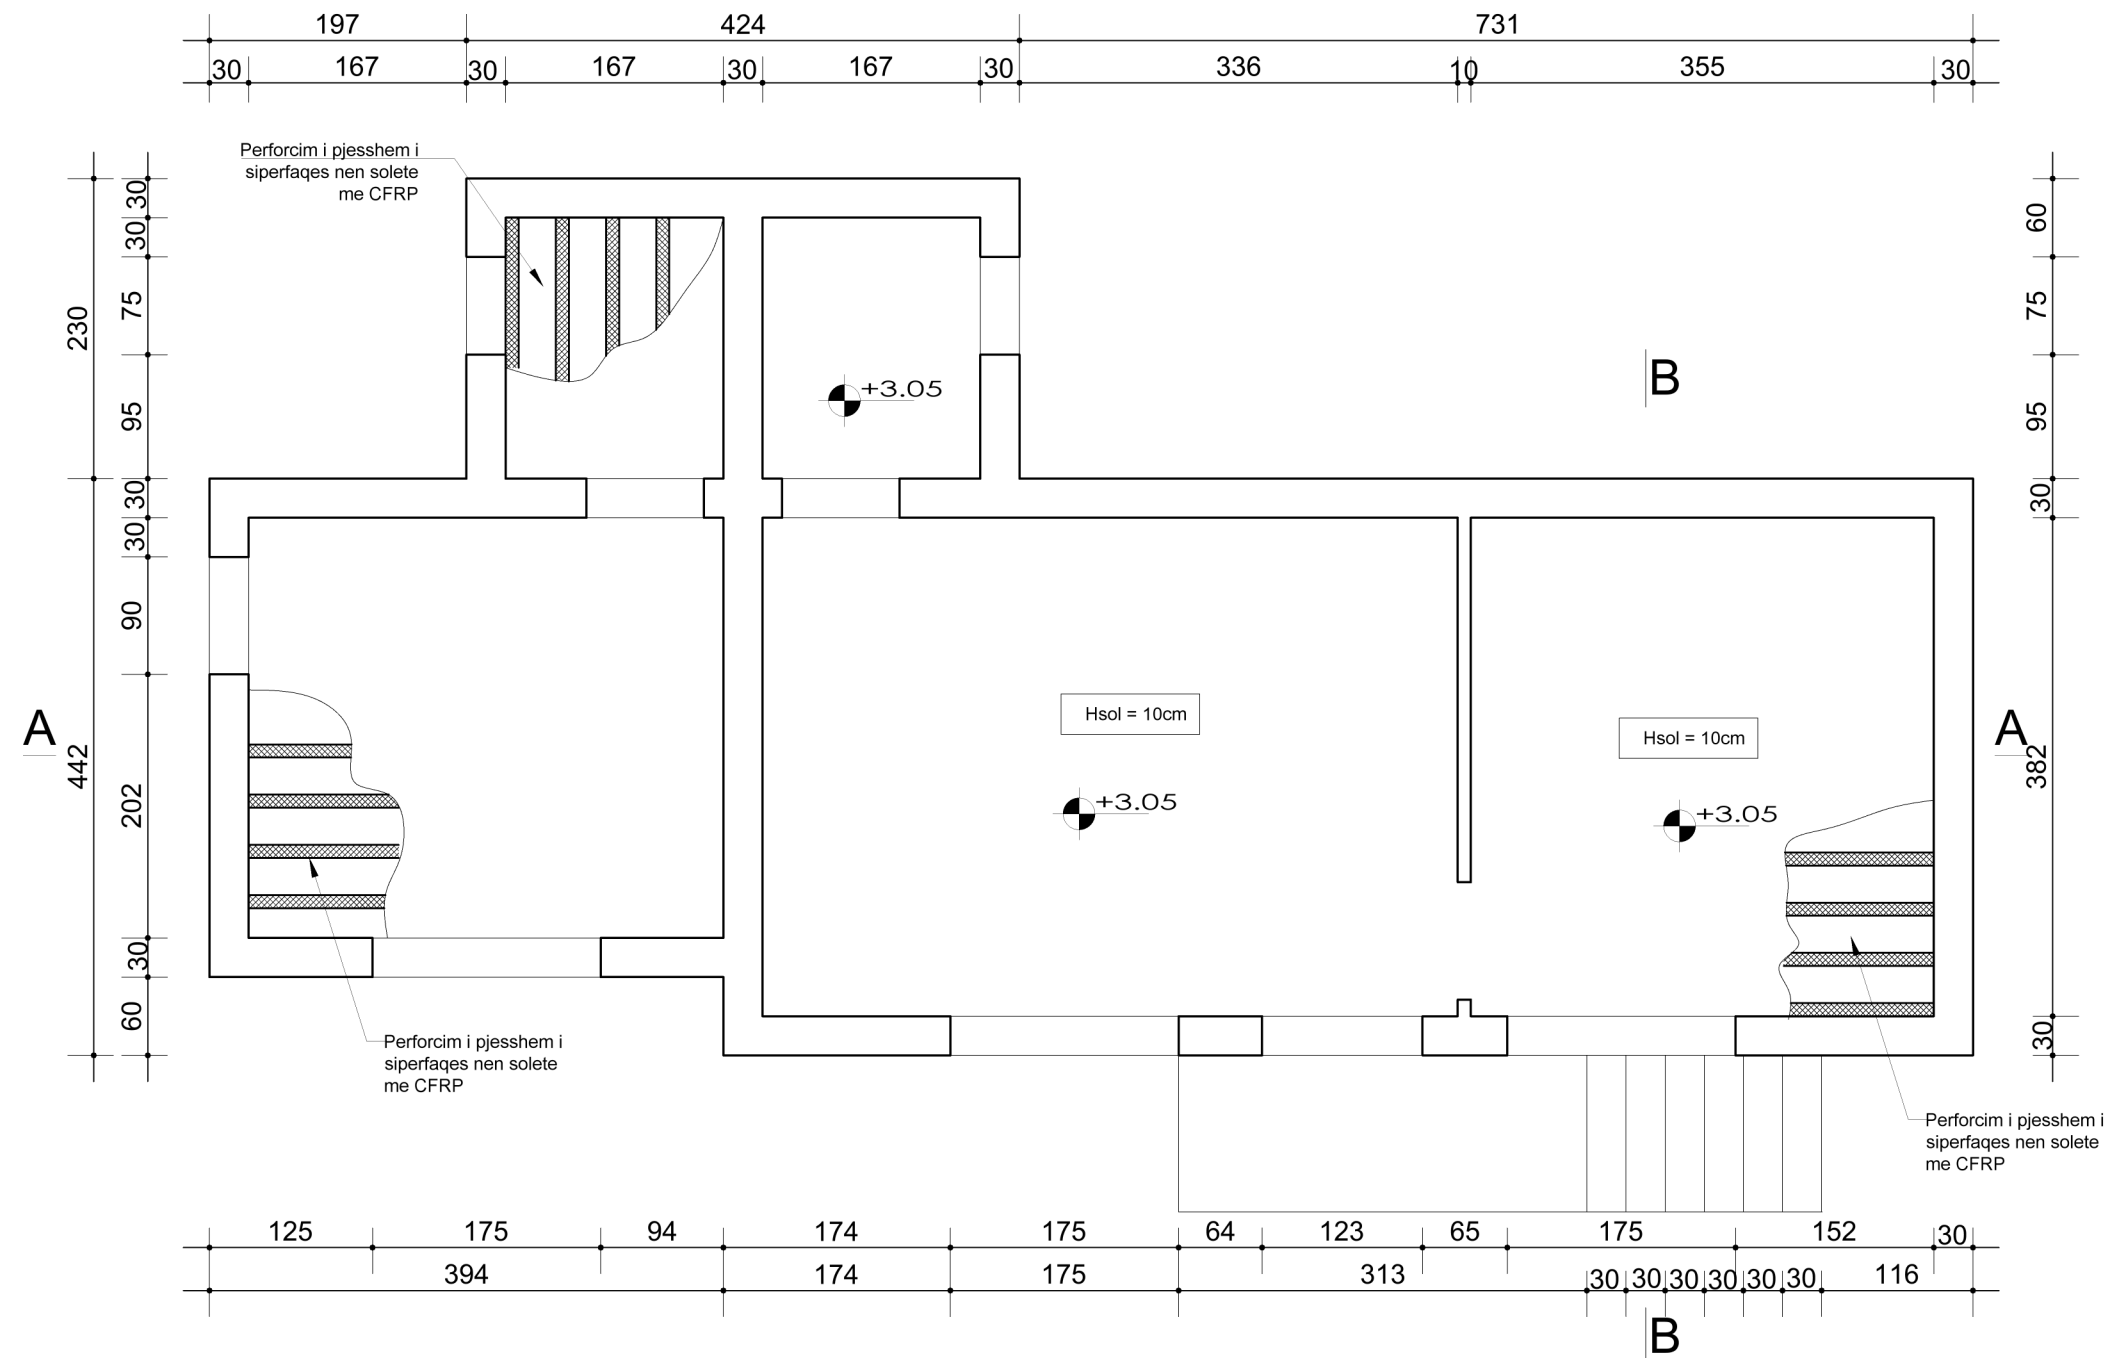 197 424 731
30 167 30 167 30 167 30 336 10 355 30
Perforcim i pjesshem i
siperfaqes nen solete
me CFRP
30
30
75
95
30
30
90
202
30
60
230
442
60
75
95
30
382
30
+3.05
B
A
A
Hsol = 10cm
Hsol = 10cm
+3.05
+3.05
Perforcim i pjesshem i
siperfaqes nen solete
me CFRP
Perforcim i pjesshem i
siperfaqes nen solete
me CFRP
125 175 94 174 175 64 123 65 175 152 30
394 174 175 313 30 30 30 30 30 30 116
B